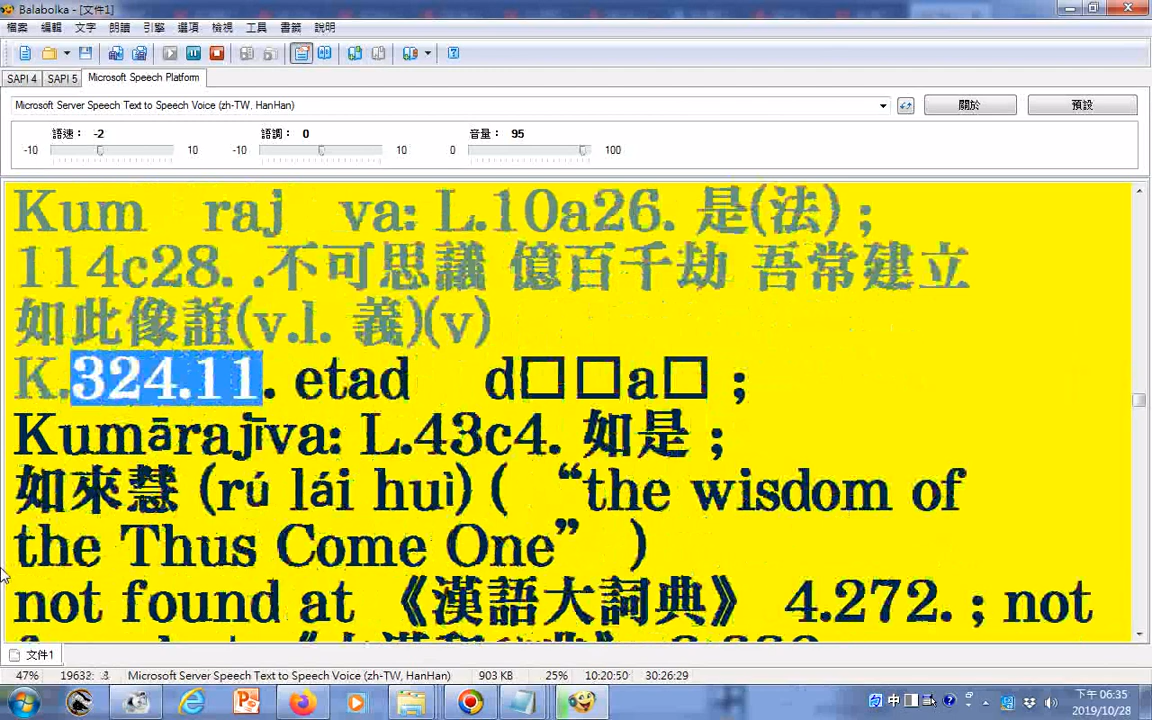 Balabolka - [文件1]
檔案 編輯 文字 朗讀 引擎 選項 檢視 工具 書籤 說明
SAPI 4 SAPI 5 Microsoft Speech Platform
Microsoft Server Speech Text to Speech Voice (zh-TW, HanHan) 關於 預設
語速： -2 語調： 0 音量： 95
-10 10 -10 10 0 100
Kum raj va: L.10a26. 是(法) ;
114c28. .不可思議 億百千劫 吾常建立
如此像誼(v.l. 義)(v)
K.324.11. etad d□□a□ ;
Kumārajīva: L.43c4. 如是 ;
如來慧 (rú lái huì) ( “the wisdom of
the Thus Come One” )
not found at 《漢語大詞典》 4.272. ; not
文件1
47% 19632: Microsoft Server Speech Text to Speech Voice (zh-TW, HanHan) 903 KB 25% 10:20:50 30:26:29
中 下午 06:35
2019/10/28